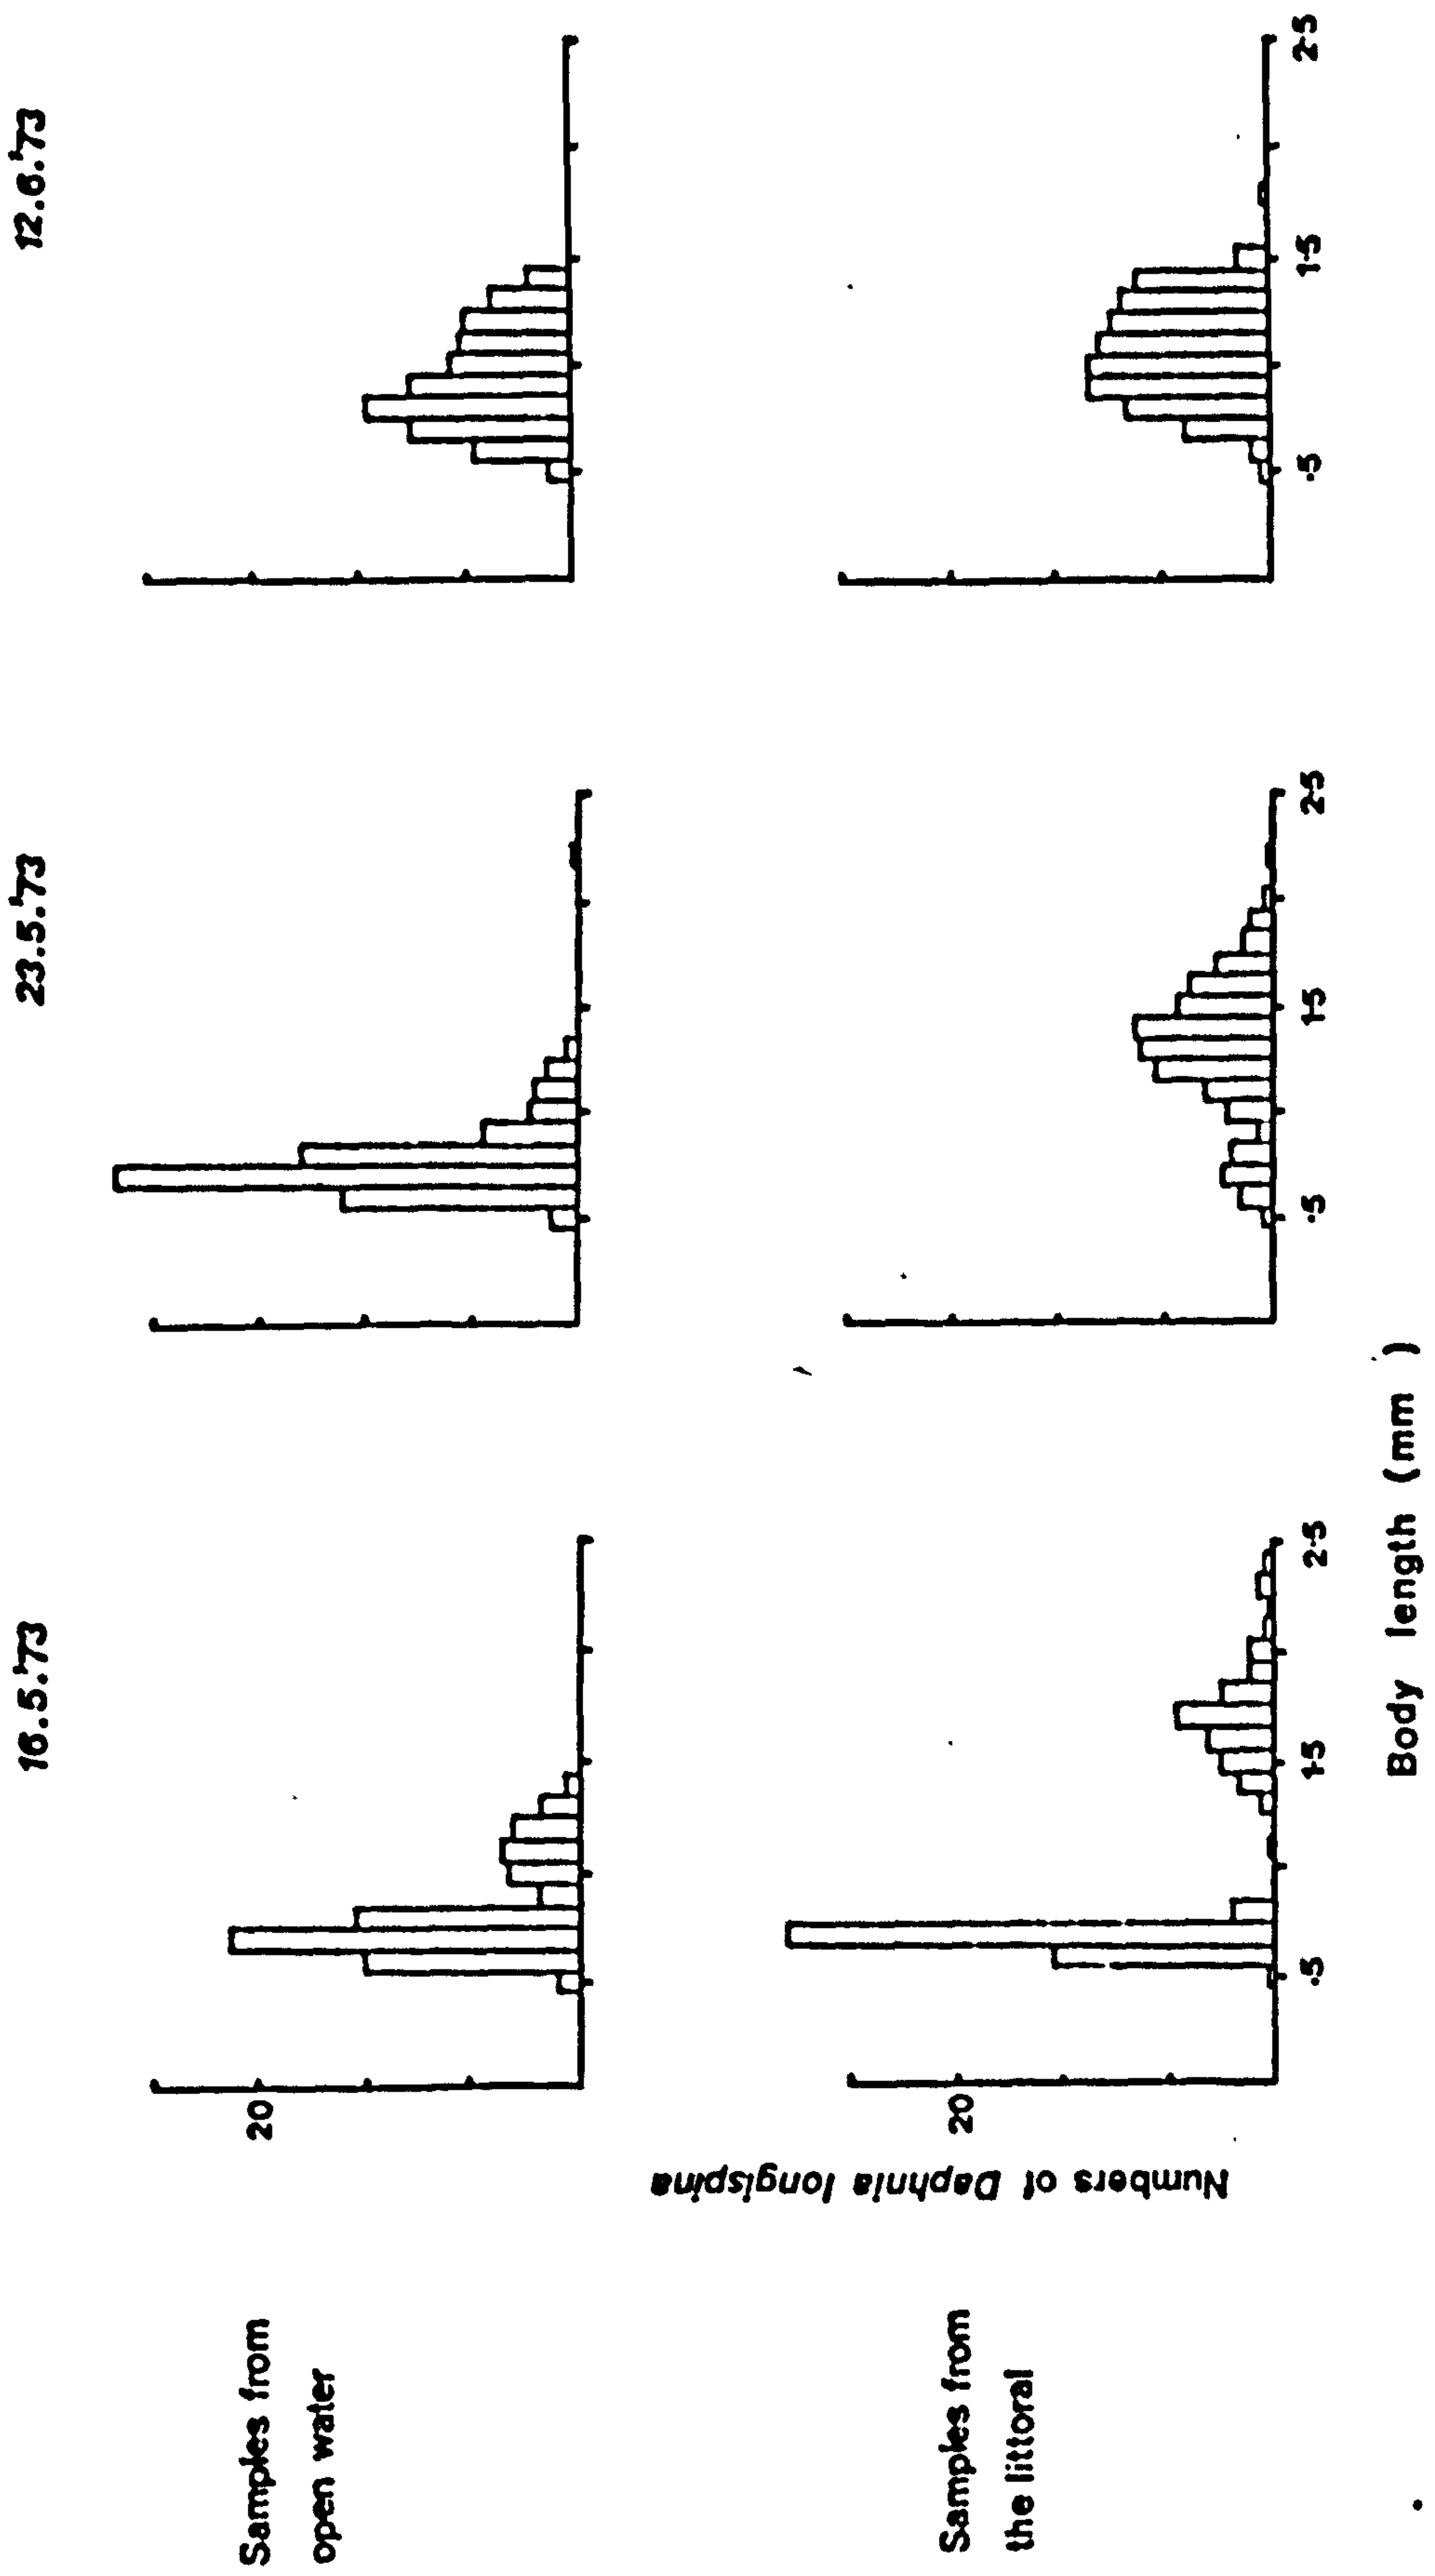 16.5.'73
23.5.'73
12.6.'73
Samples from
open water
20
Numbers of Daphnia longispina
Samples from
the littoral
20
.5
1.5
2.5
.5
1.5
2.5
.5
1.5
2.5
Body length (mm )